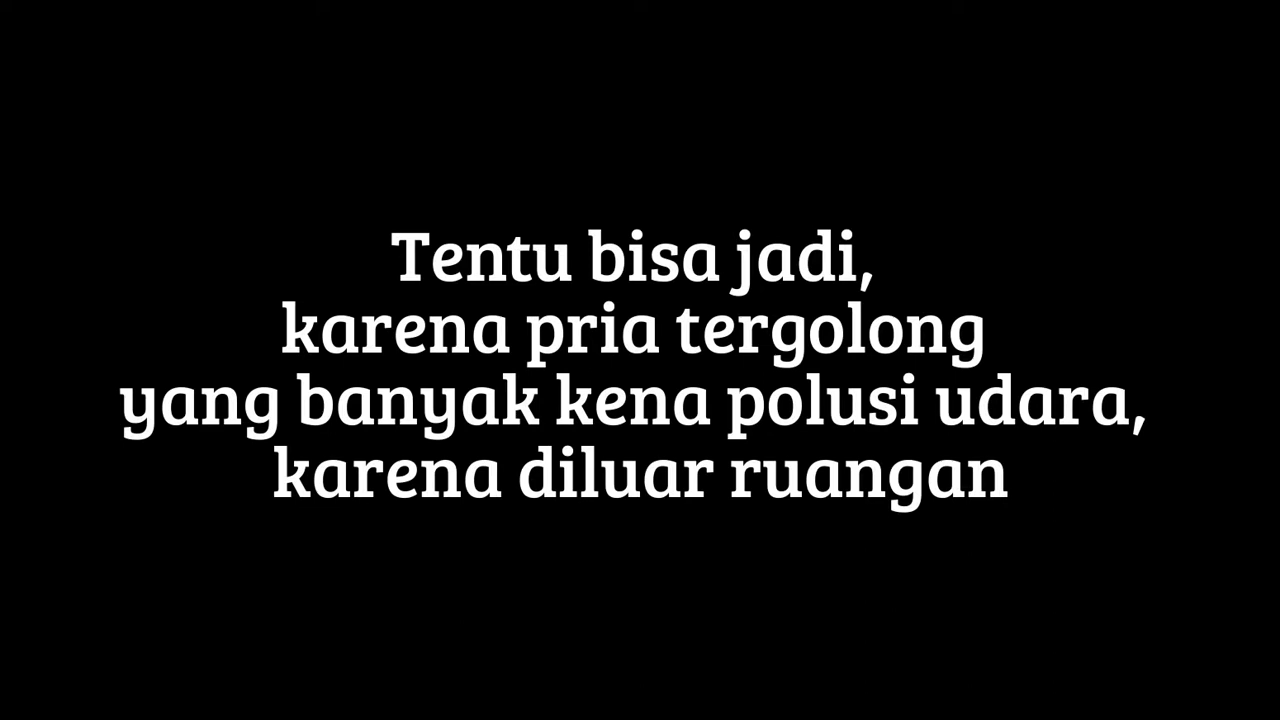 Tentu bisa jadi,
karena pria tergolong
yang banyak kena polusi udara,
karena diluar ruangan